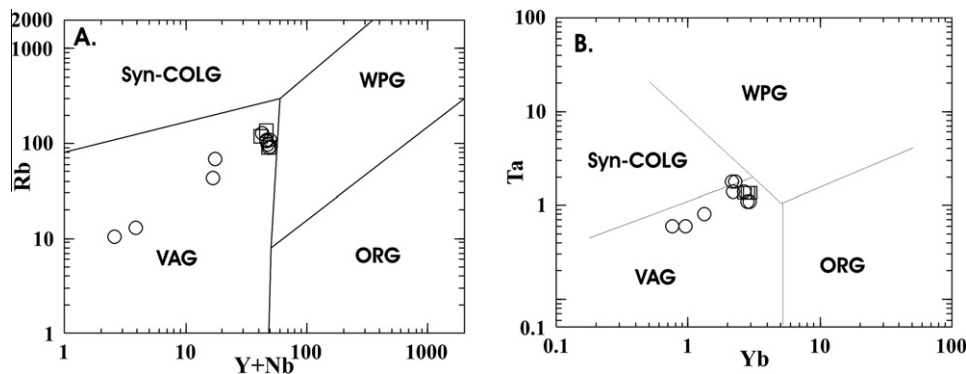 A.
2000
1000
100
10
1
Rb
Syn-COLG
WPG
VAG
ORG
1
10
100
1000
Y+Nb
B.
100
10
1
0.1
Ta
WPG
Syn-COLG
VAG
ORG
0.1
1
10
100
Yb